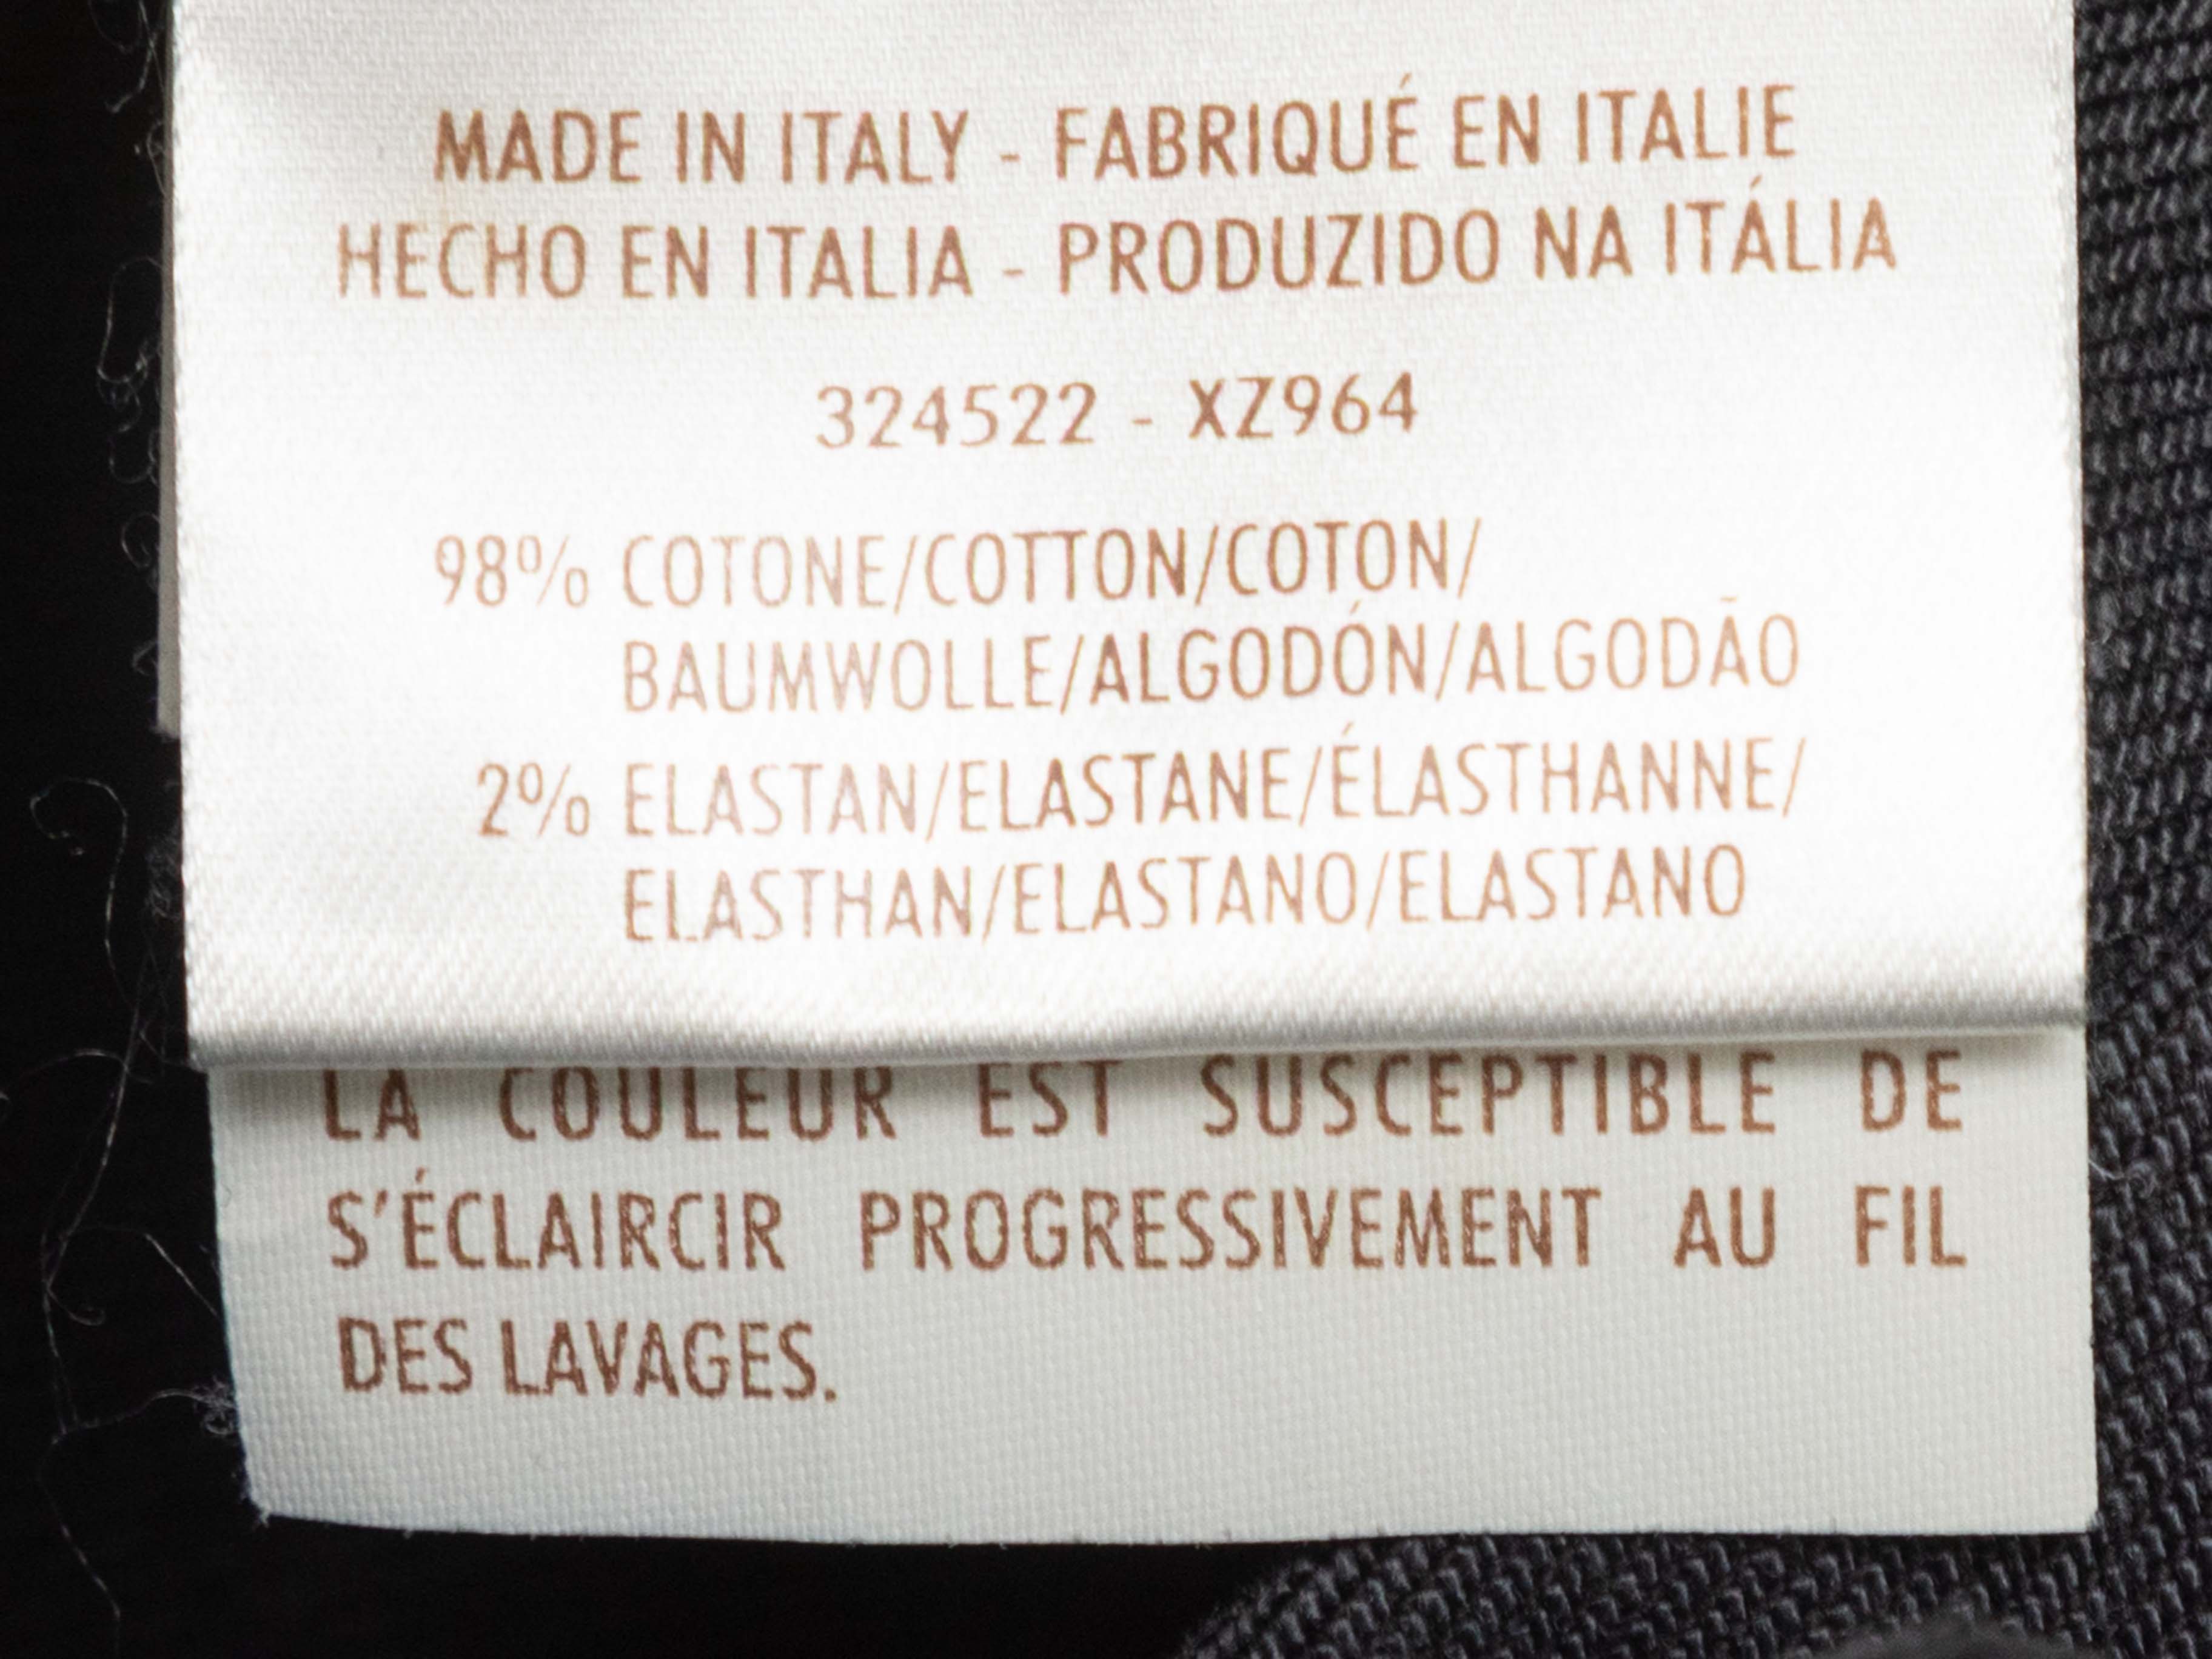 MADE IN ITALY - FABRIQUÉ EN ITALIE
HECHO EN ITALIA - PRODUZIDO NA ITÁLIA
324522 - XZ964
98% COTONE/COTTON/COTON/
BAUMWOLLE/ALGODÓN/ALGODÃO
2% ELASTAN/ELASTANE/ÉLASTHANNE/
ELASTHAN/ELASTANO/ELASTANO
LA COULEUR EST SUSCEPTIBLE DE
S'ÉCLAIRCIR PROGRESSIVEMENT AU FIL
DES LAVAGES.